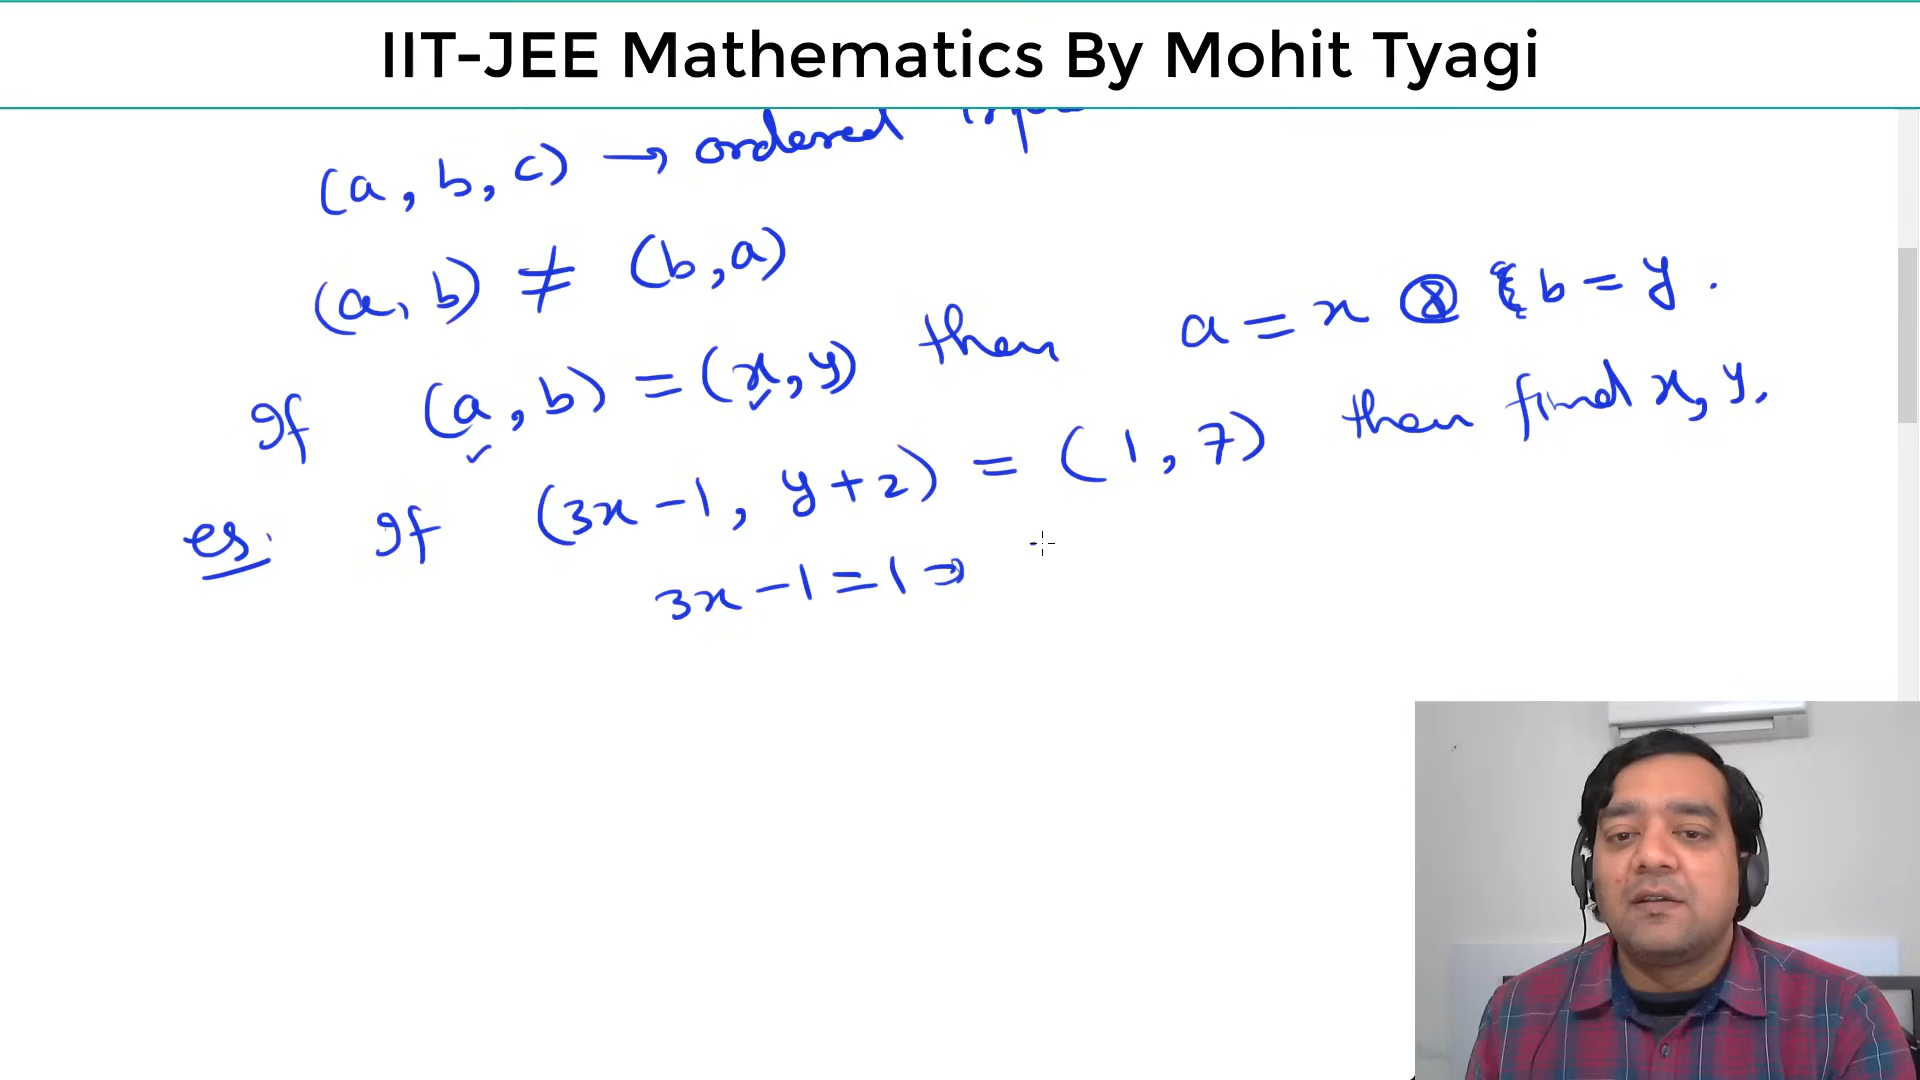 IIT-JEE Mathematics By Mohit Tyagi
(a, b, c) → ordered
(a, b) ≠ (b, a)
If (a, b) = (x, y) then a = x & b = y.
eg. If (3x - 1, y + 2) = (1, 7) then find x, y.
3x - 1 = 1 ⇒